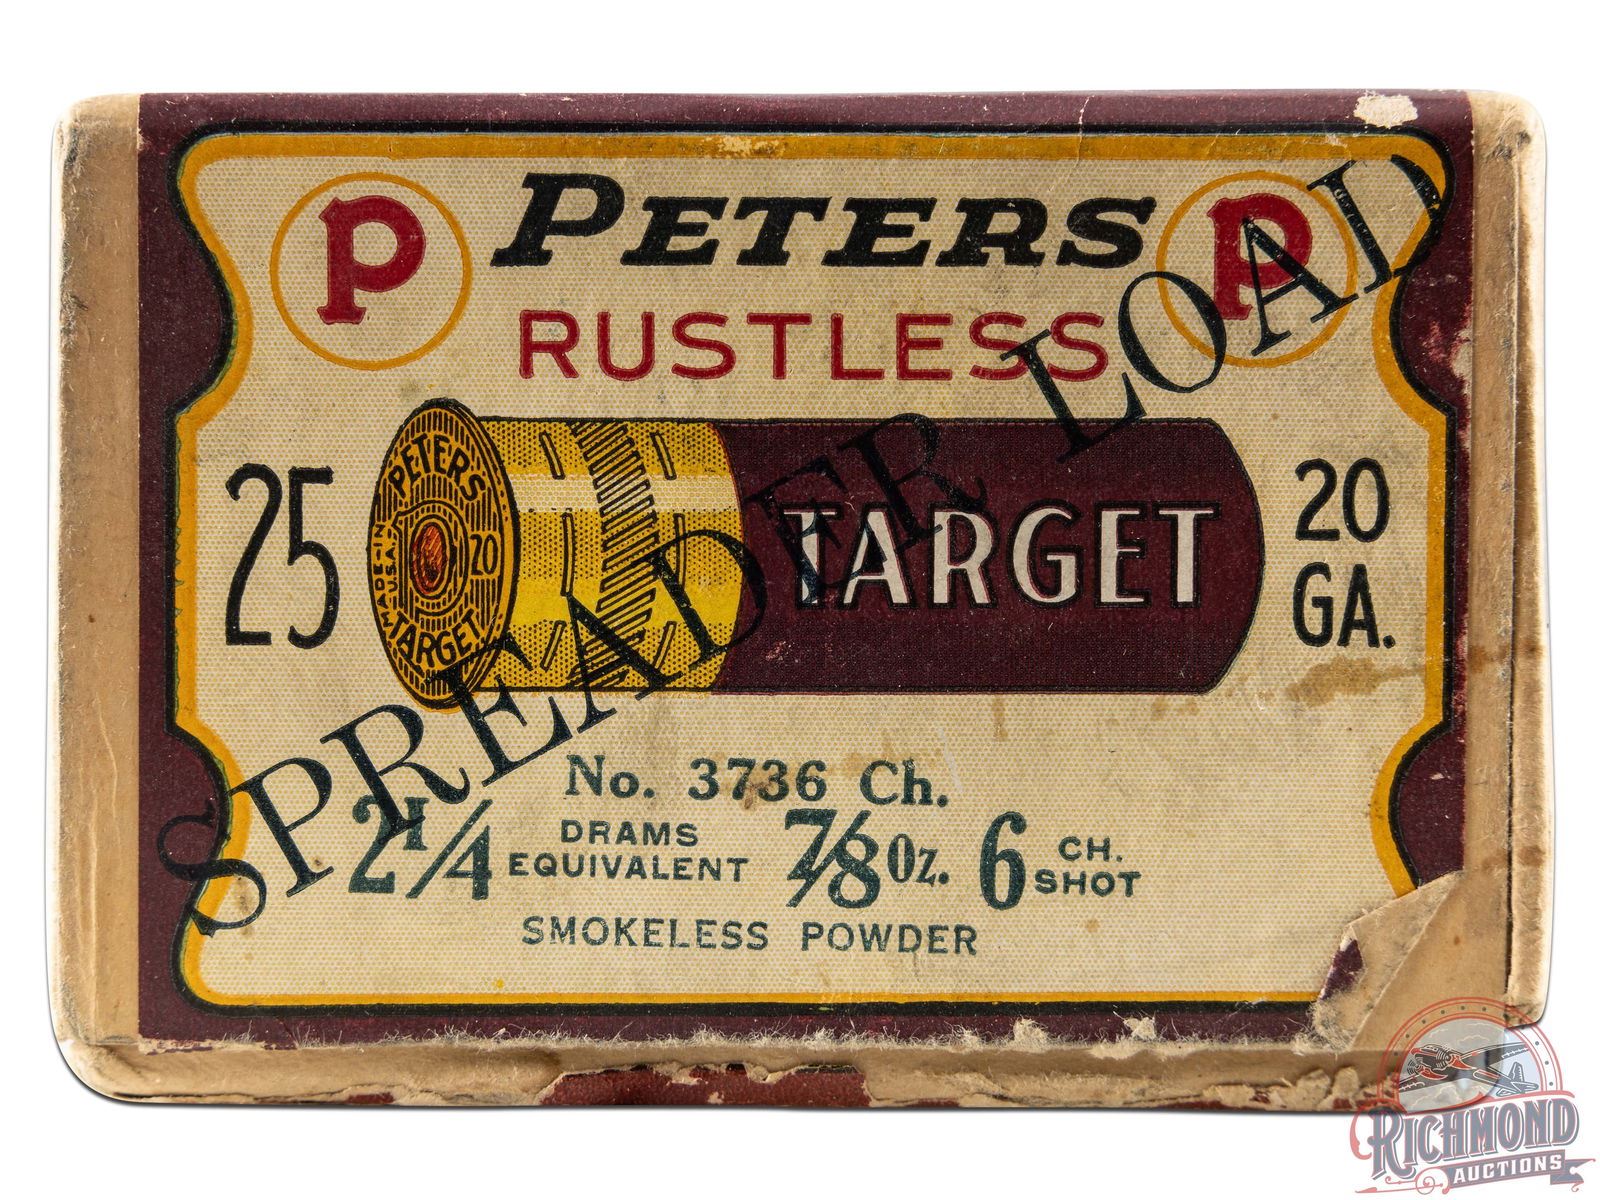 P PETERS P
RUSTLESS
25
PETERS
20
MADE-IN
U.S.A.
TARGET
TARGET
20
GA.
SPREADER LOAD
No. 3736 Ch.
2 1/4 DRAMS EQUIVALENT 7/8 Oz. 6 CH. SHOT
SMOKELESS POWDER
RICHMOND
AUCTIONS